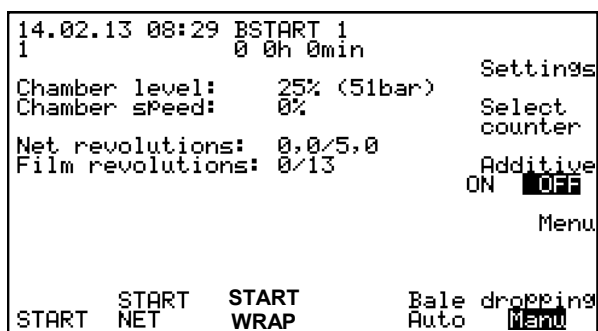 14.02.13 08:29 BSTART 1
1 0 0h 0min
Settings
Chamber level: 25% (51bar)
Chamber speed: 0%
Select
counter
Net revolutions: 0,0/5,0
Film revolutions: 0/13
Additive
ON OFF
Menu
START
START
NET
START
WRAP
Bale dropping
Auto Manu